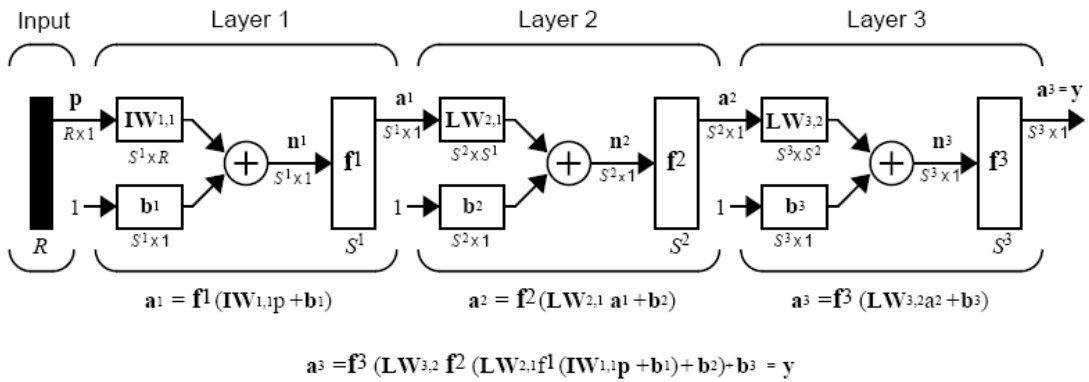 Input Layer 1 Layer 2 Layer 3
p a¹ a² a³ = y
IW1,1 LW2,1 LW3,2
R x 1 S¹ x 1 S² x 1 S³ x 1
S¹ x R n¹ S² x S¹ n² S³ x S² n³
f1 f2 f3
S¹ x 1 S² x 1 S³ x 1
1 b1 1 b2 1 b3
S¹ x 1 S² x 1 S³ x 1
R S¹ S² S³
a1 = f1 (IW1,1p +b1) a2 = f2 (LW2,1 a1 +b2) a3 =f3 (LW3,2a2 +b3)
a3 =f3 (LW3,2 f2 (LW2,1f1 (IW1,1p + b1)+ b2)+b3 = y